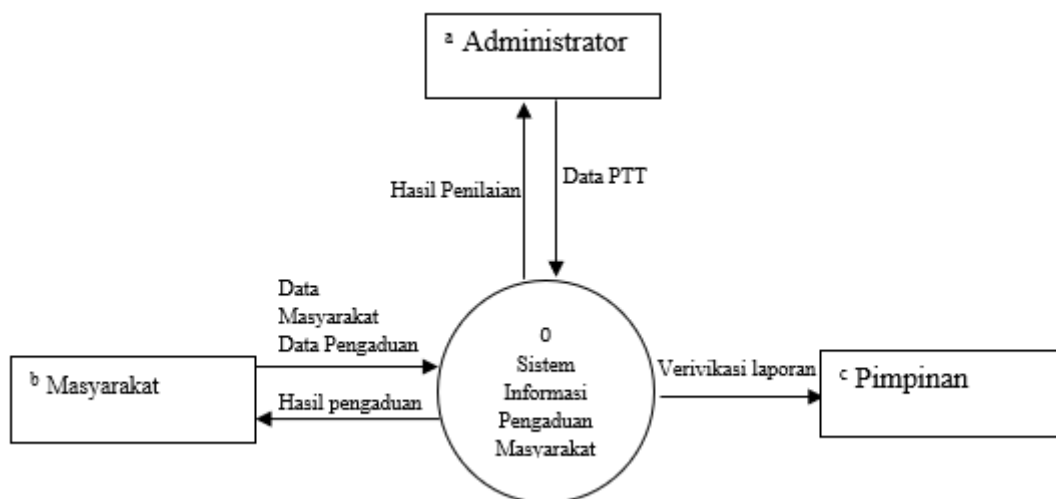 a Administrator
Hasil Penilaian
Data PTT
Data
Masyarakat
Data Pengaduan
0
Sistem
Informasi
Pengaduan
Masyarakat
Verivikasi laporan
b Masyarakat
c Pimpinan
Hasil pengaduan